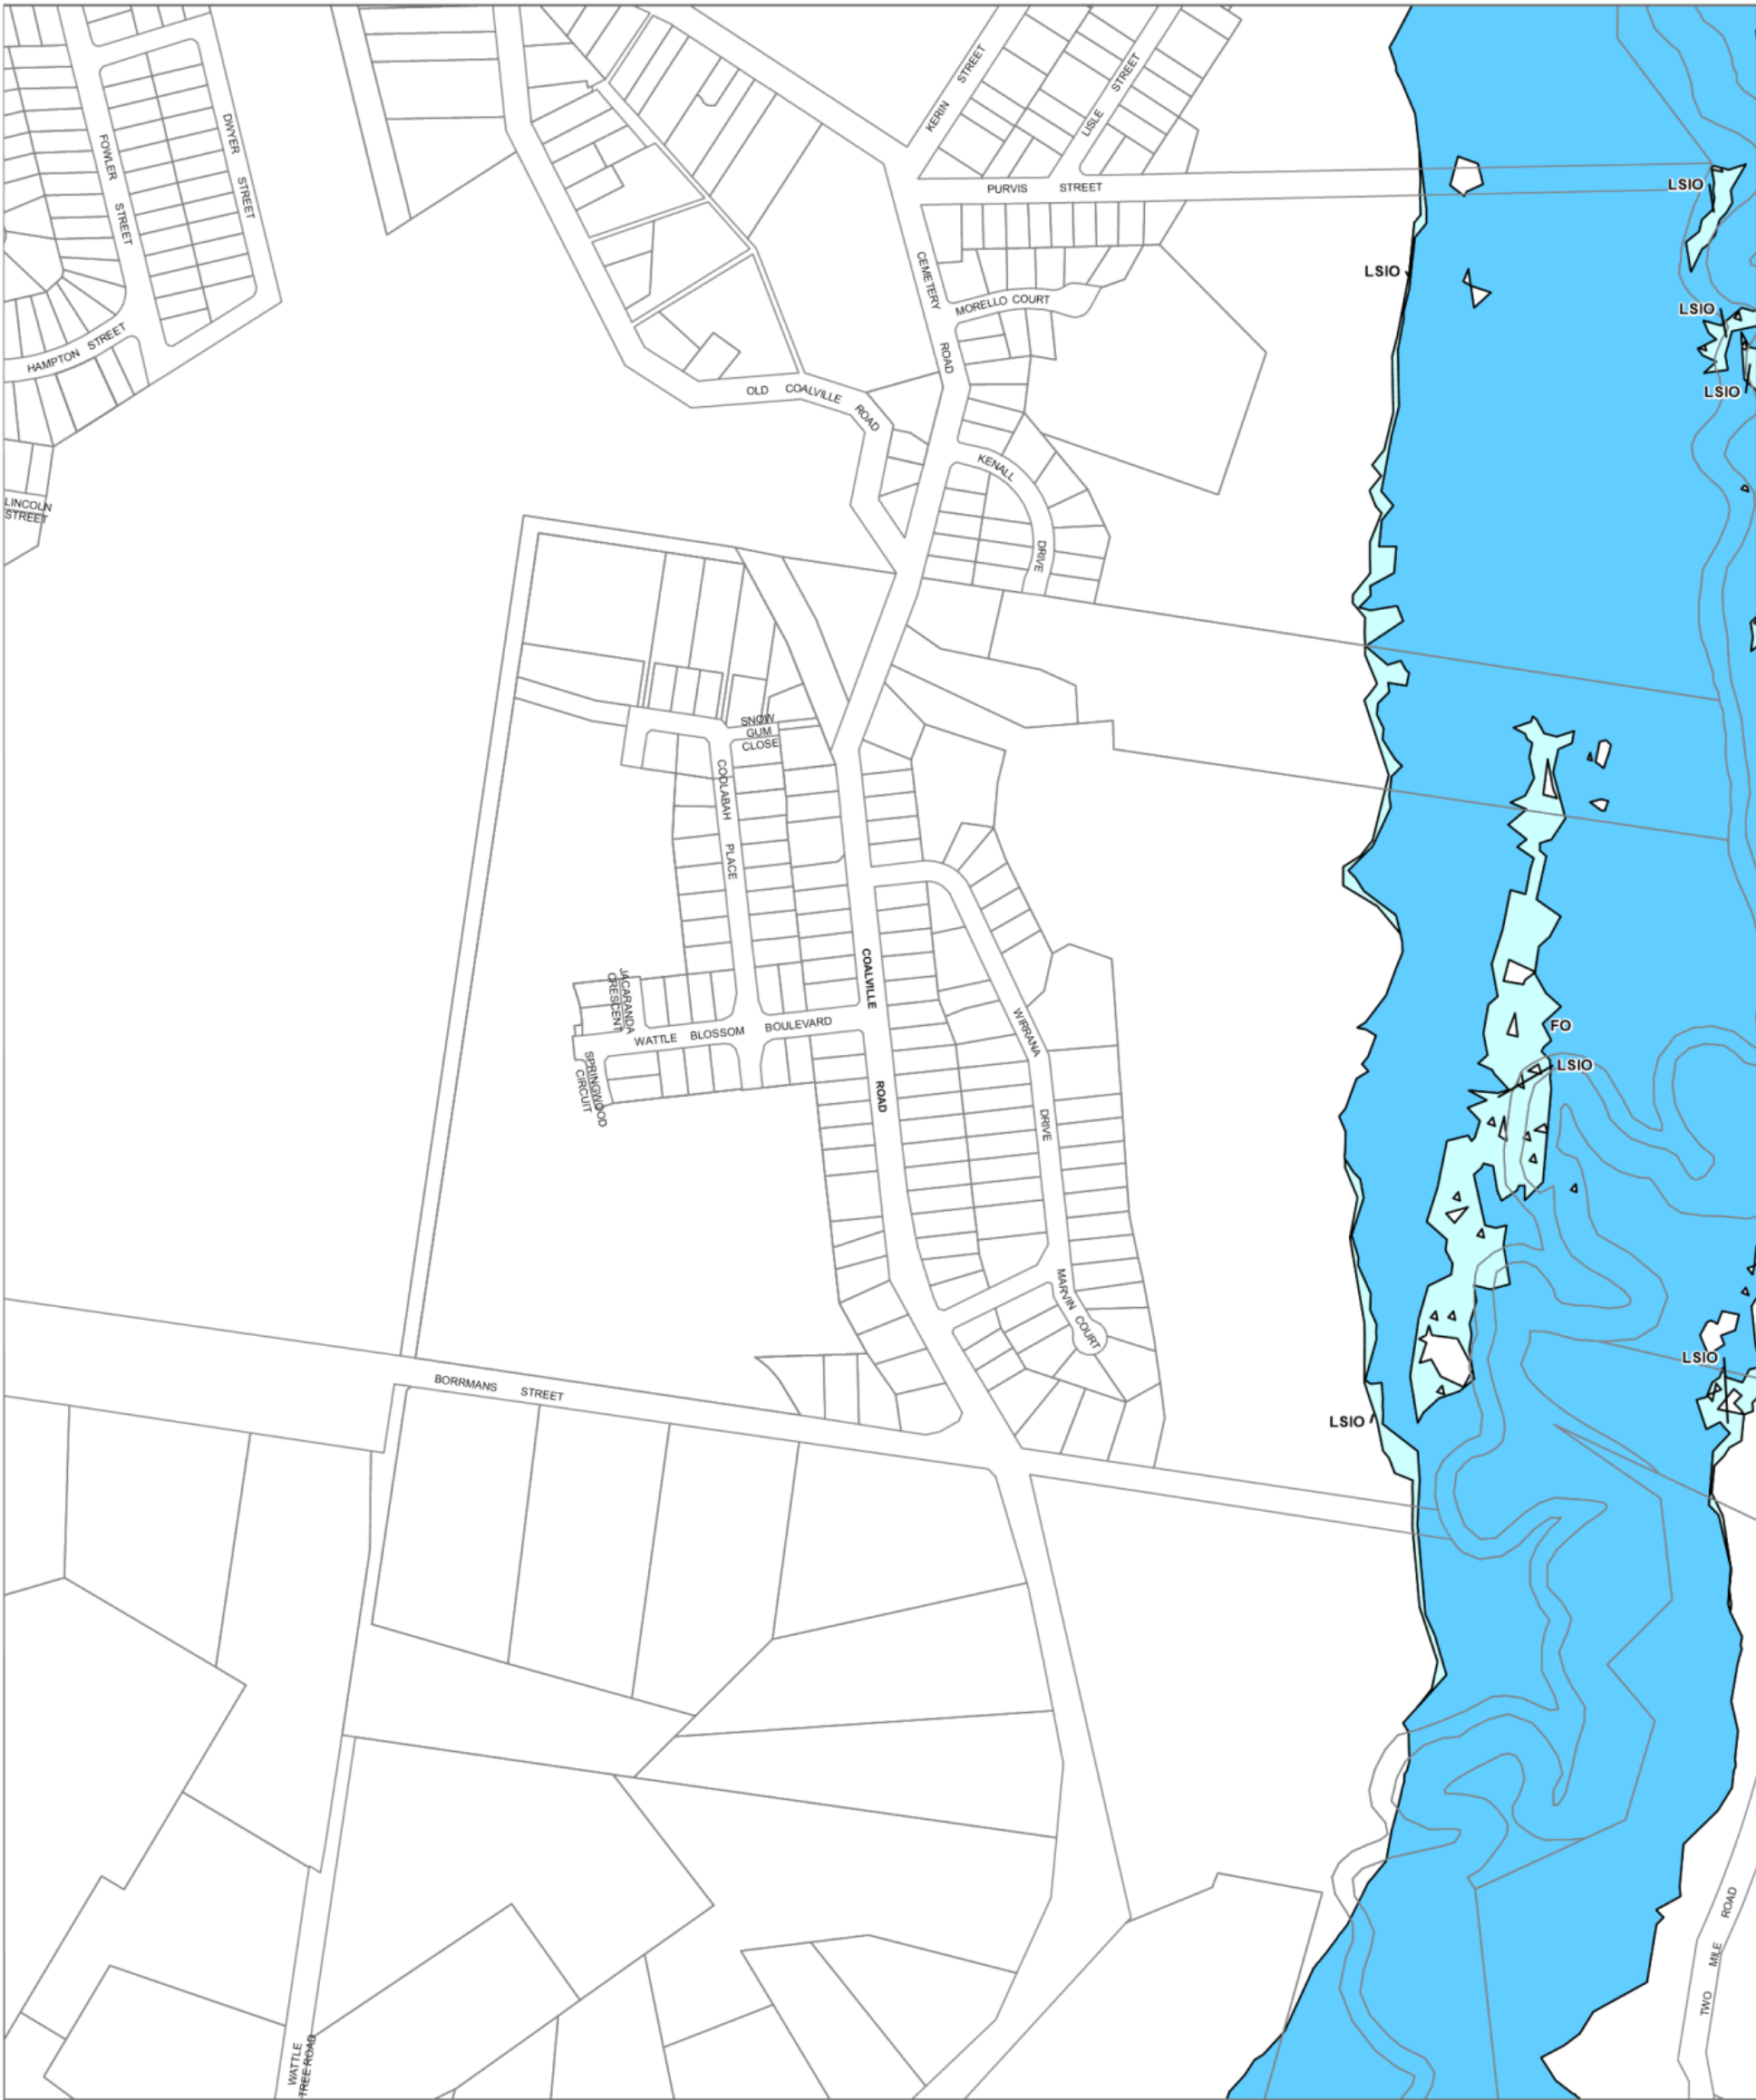 KERIN STREET
LISLE STREET
DWYER STREET
FOWLER STREET
PURVIS STREET
LSIO
LSIO
CEMETERY ROAD
MORELLO COURT
LSIO
HAMPTON STREET
OLD COALVILLE ROAD
LSIO
KENALL DRIVE
LINCOLN
STREET
SNOW
GUM
CLOSE
COOLABAH PLACE
COALVILLE ROAD
JACARANDA
CRESCENT
WATTLE BLOSSOM BOULEVARD
WIRRANA DRIVE
FO
LSIO
SPRINGWOOD
CIRCUIT
MARVIN COURT
LSIO
BORRMANS STREET
LSIO
TWO MILE ROAD
WATTLE
TREE ROAD